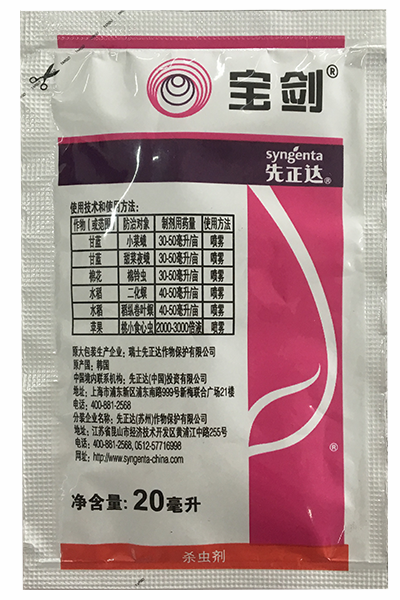 宝剑®
syngenta
先正达®
使用技术和使用方法:
作物(或范围) 防治对象 制剂用药量 使用方法
甘蓝 小菜蛾 30-50毫升/亩 喷雾
甘蓝 甜菜夜蛾 30-50毫升/亩 喷雾
棉花 棉铃虫 30-50毫升/亩 喷雾
水稻 二化螟 40-50毫升/亩 喷雾
水稻 稻纵卷叶螟 40-50毫升/亩 喷雾
苹果 桃小食心虫 2000-3000倍液 喷雾
原大包装生产企业: 瑞士先正达作物保护有限公司
原产国: 韩国
中国境内联系机构: 先正达(中国)投资有限公司
地址: 上海市浦东新区浦东南路999号新梅联合广场21楼
电话: 400-881-2568
分装企业名称: 先正达(苏州)作物保护有限公司
地址: 江苏省昆山市经济技术开发区黄浦江中路255号
电话: 400-881-2568, 0512-57716998
网址: http://www.syngenta-china.com
®
净含量: 20毫升
杀虫剂